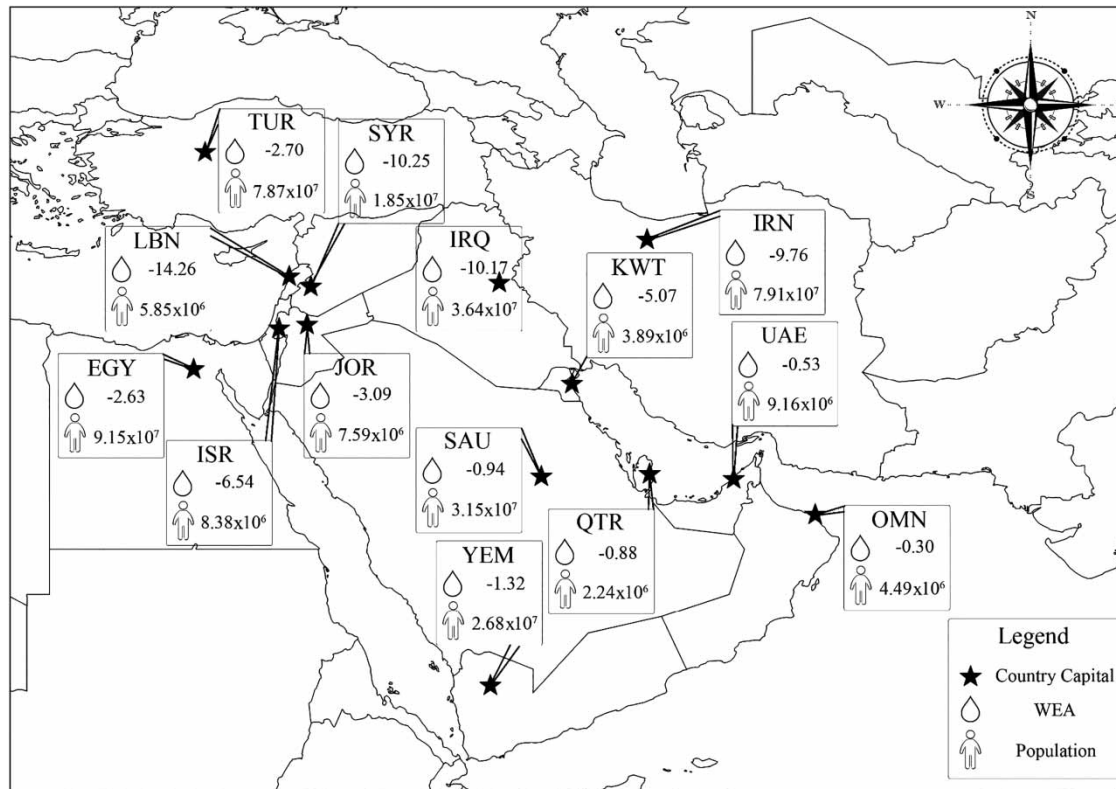 N
W
S
TUR
-2.70
7.87x10⁷
SYR
-10.25
1.85x10⁷
LBN
-14.26
5.85x10⁶
IRQ
-10.17
3.64x10⁷
KWT
-5.07
3.89x10⁶
IRN
-9.76
7.91x10⁷
EGY
-2.63
9.15x10⁷
JOR
-3.09
7.59x10⁶
UAE
-0.53
9.16x10⁶
ISR
-6.54
8.38x10⁶
SAU
-0.94
3.15x10⁷
QTR
-0.88
2.24x10⁶
OMN
-0.30
4.49x10⁶
YEM
-1.32
2.68x10⁷
Legend
Country Capital
WEA
Population